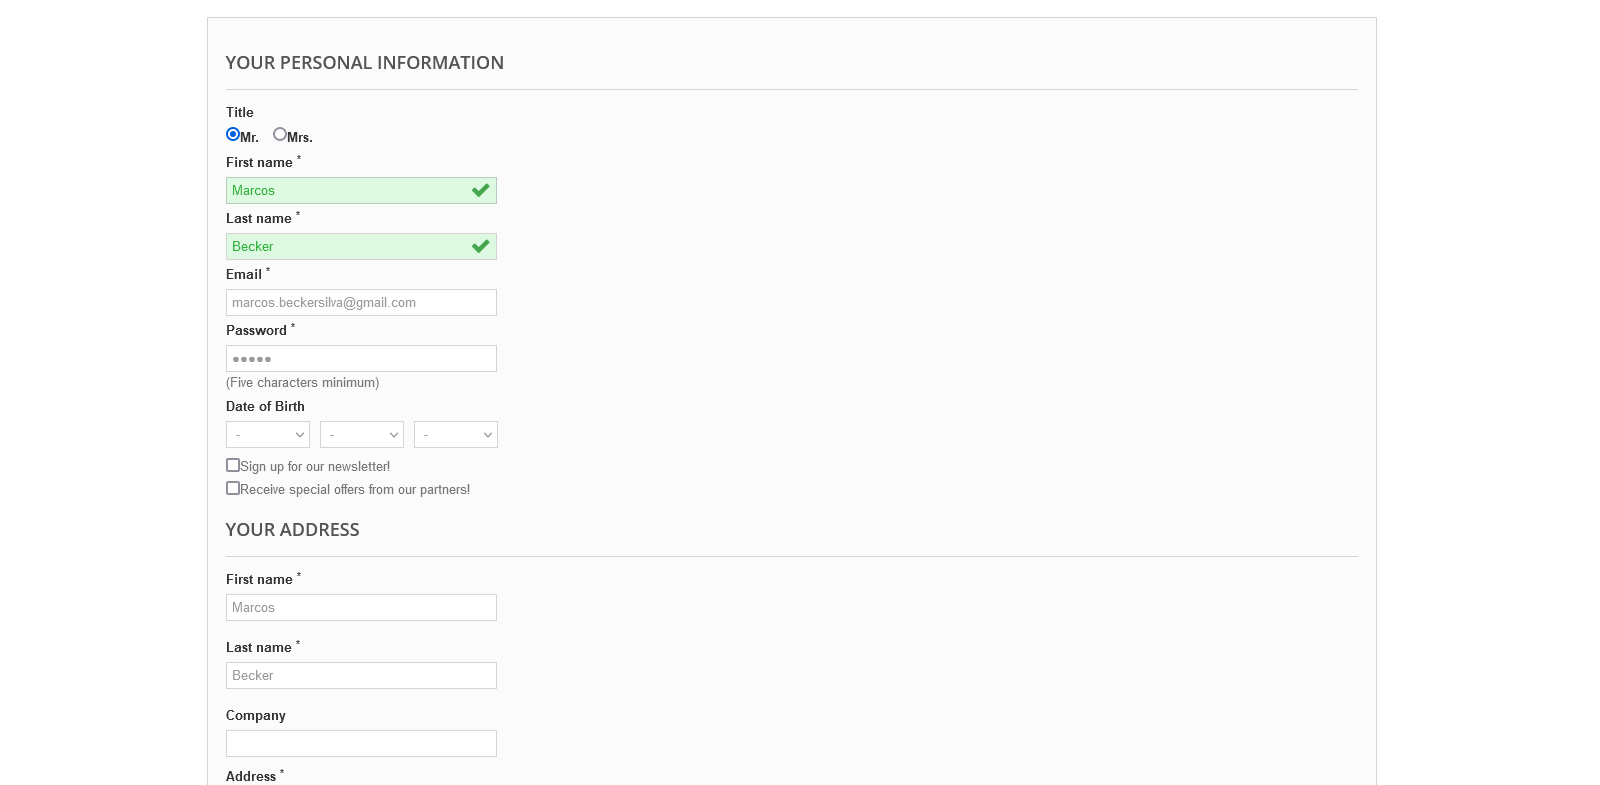 YOUR PERSONAL INFORMATION
Title
Mr. Mrs.
First name *
Marcos
Last name *
Becker
Email *
marcos.beckersilva@gmail.com
Password *
●●●●●
(Five characters minimum)
Date of Birth
- - -
Sign up for our newsletter!
Receive special offers from our partners!
YOUR ADDRESS
First name *
Marcos
Last name *
Becker
Company
Address *